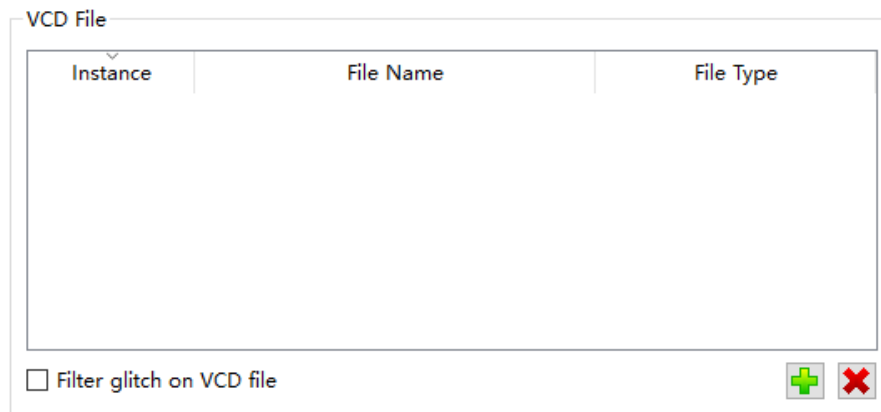 VCD File
Instance File Name File Type
Filter glitch on VCD file